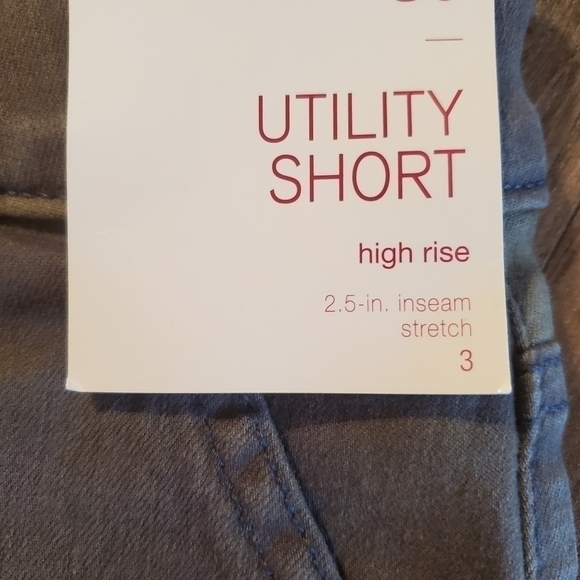 UTILITY
SHORT
high rise
2.5-in. inseam
stretch
3